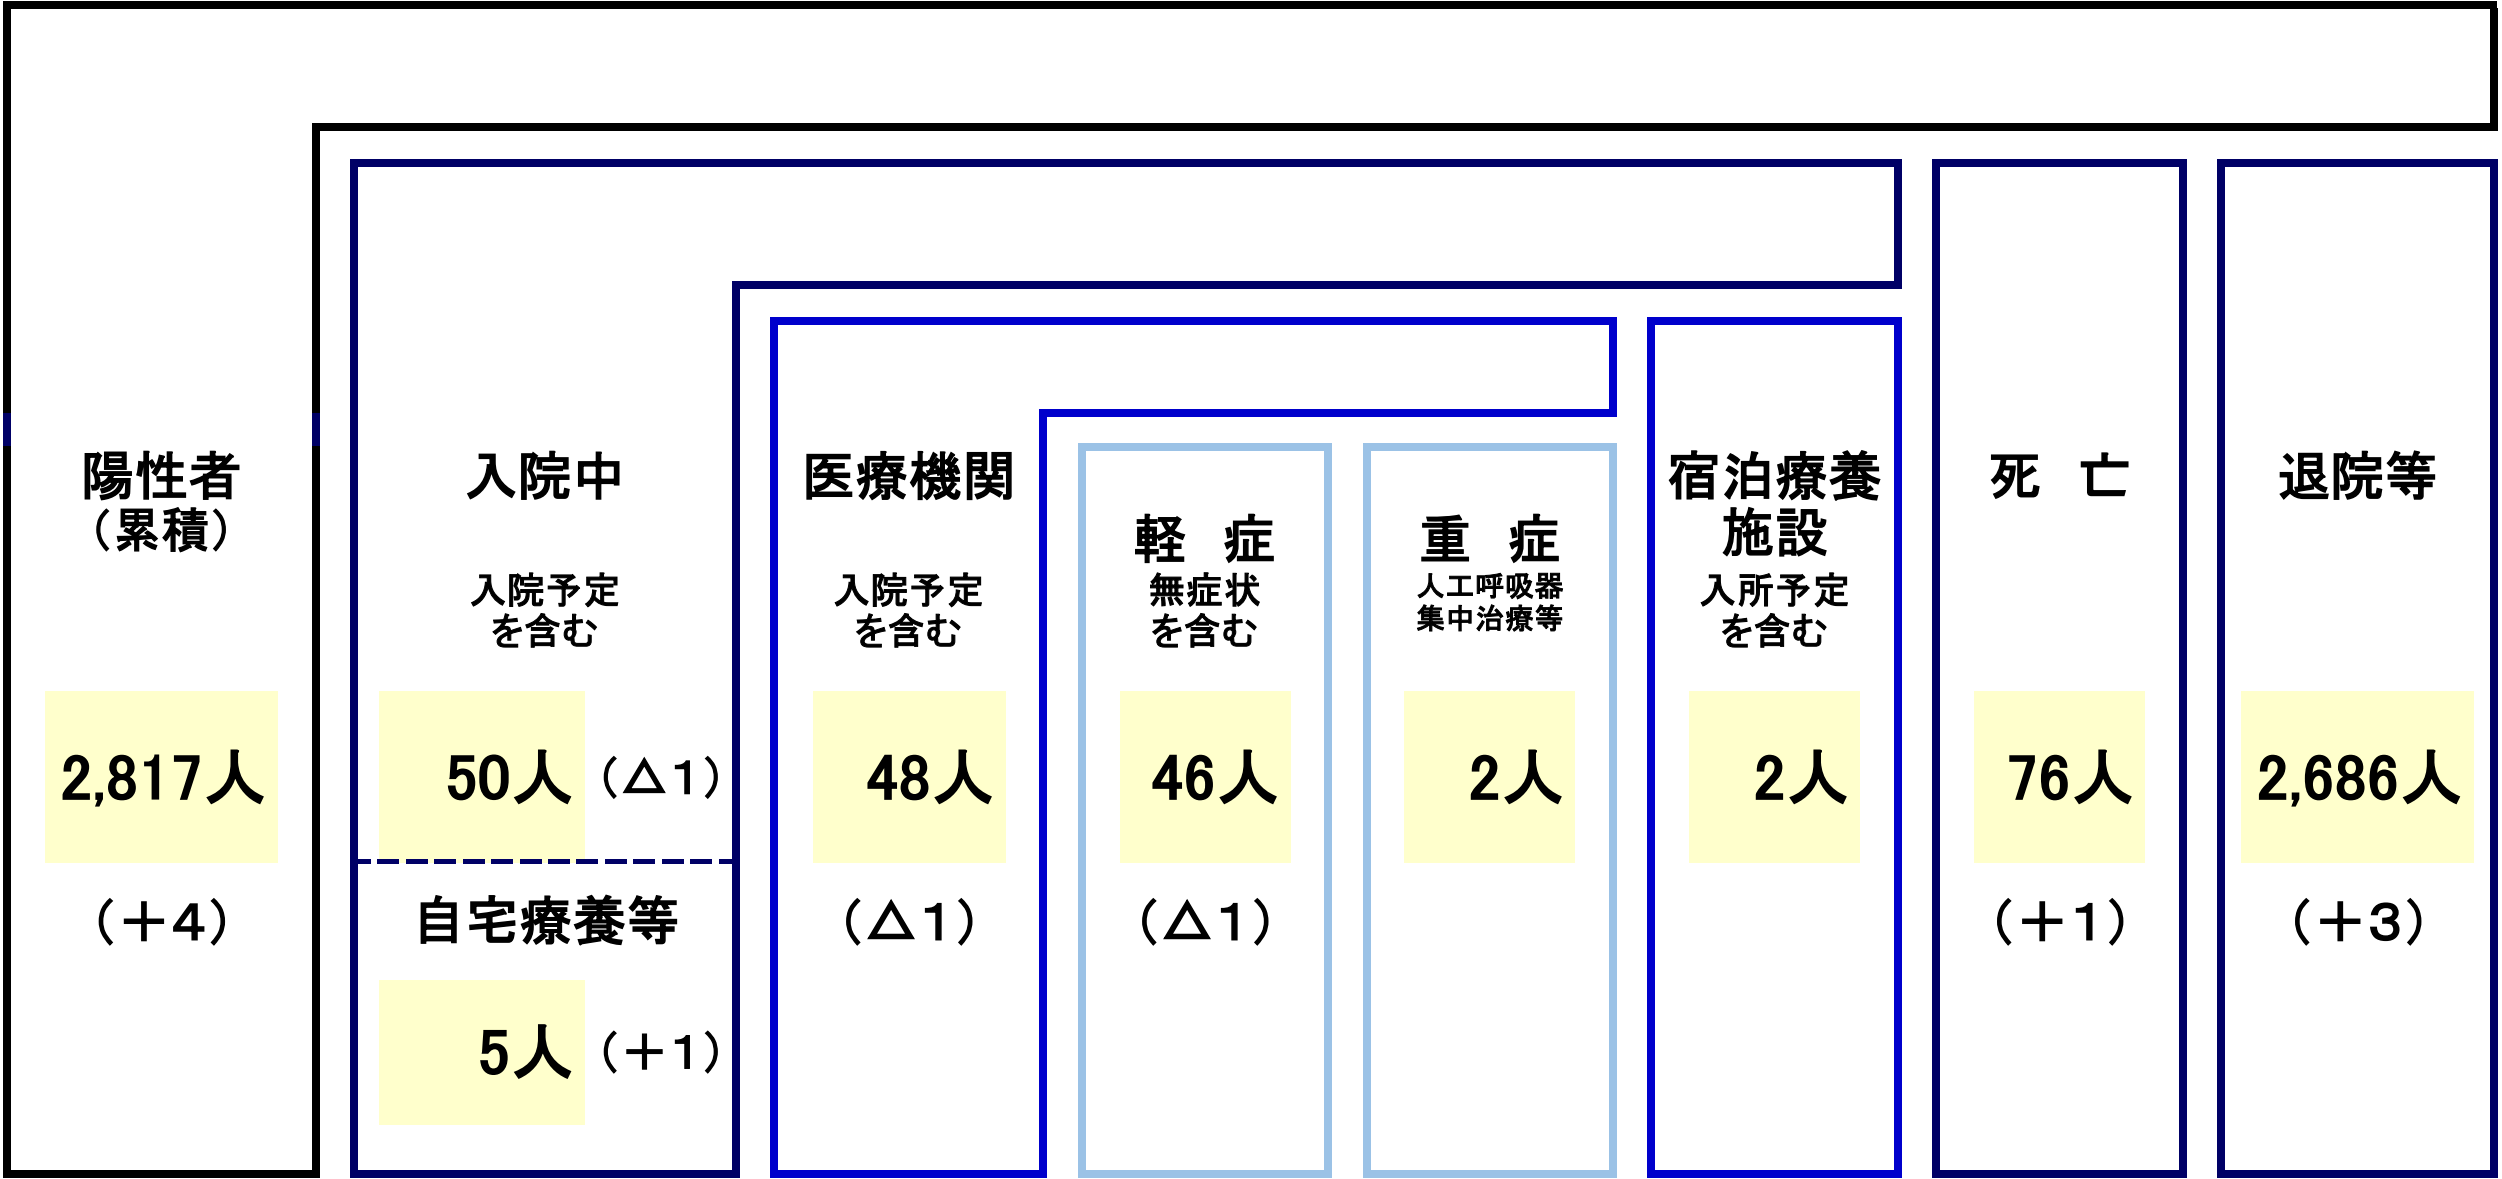 陽性者
（累積）
2,817人
（＋４）
入院中
入院予定
を含む
50人（△１）
自宅療養等
5人（＋１）
医療機関
入院予定
を含む
48人
（△１）
軽 症
無症状
を含む
46人
（△１）
重 症
人工呼吸器
集中治療等
2人
宿泊療養
施設
入所予定
を含む
2人
死 亡
76人
（＋１）
退院等
2,686人
（＋３）